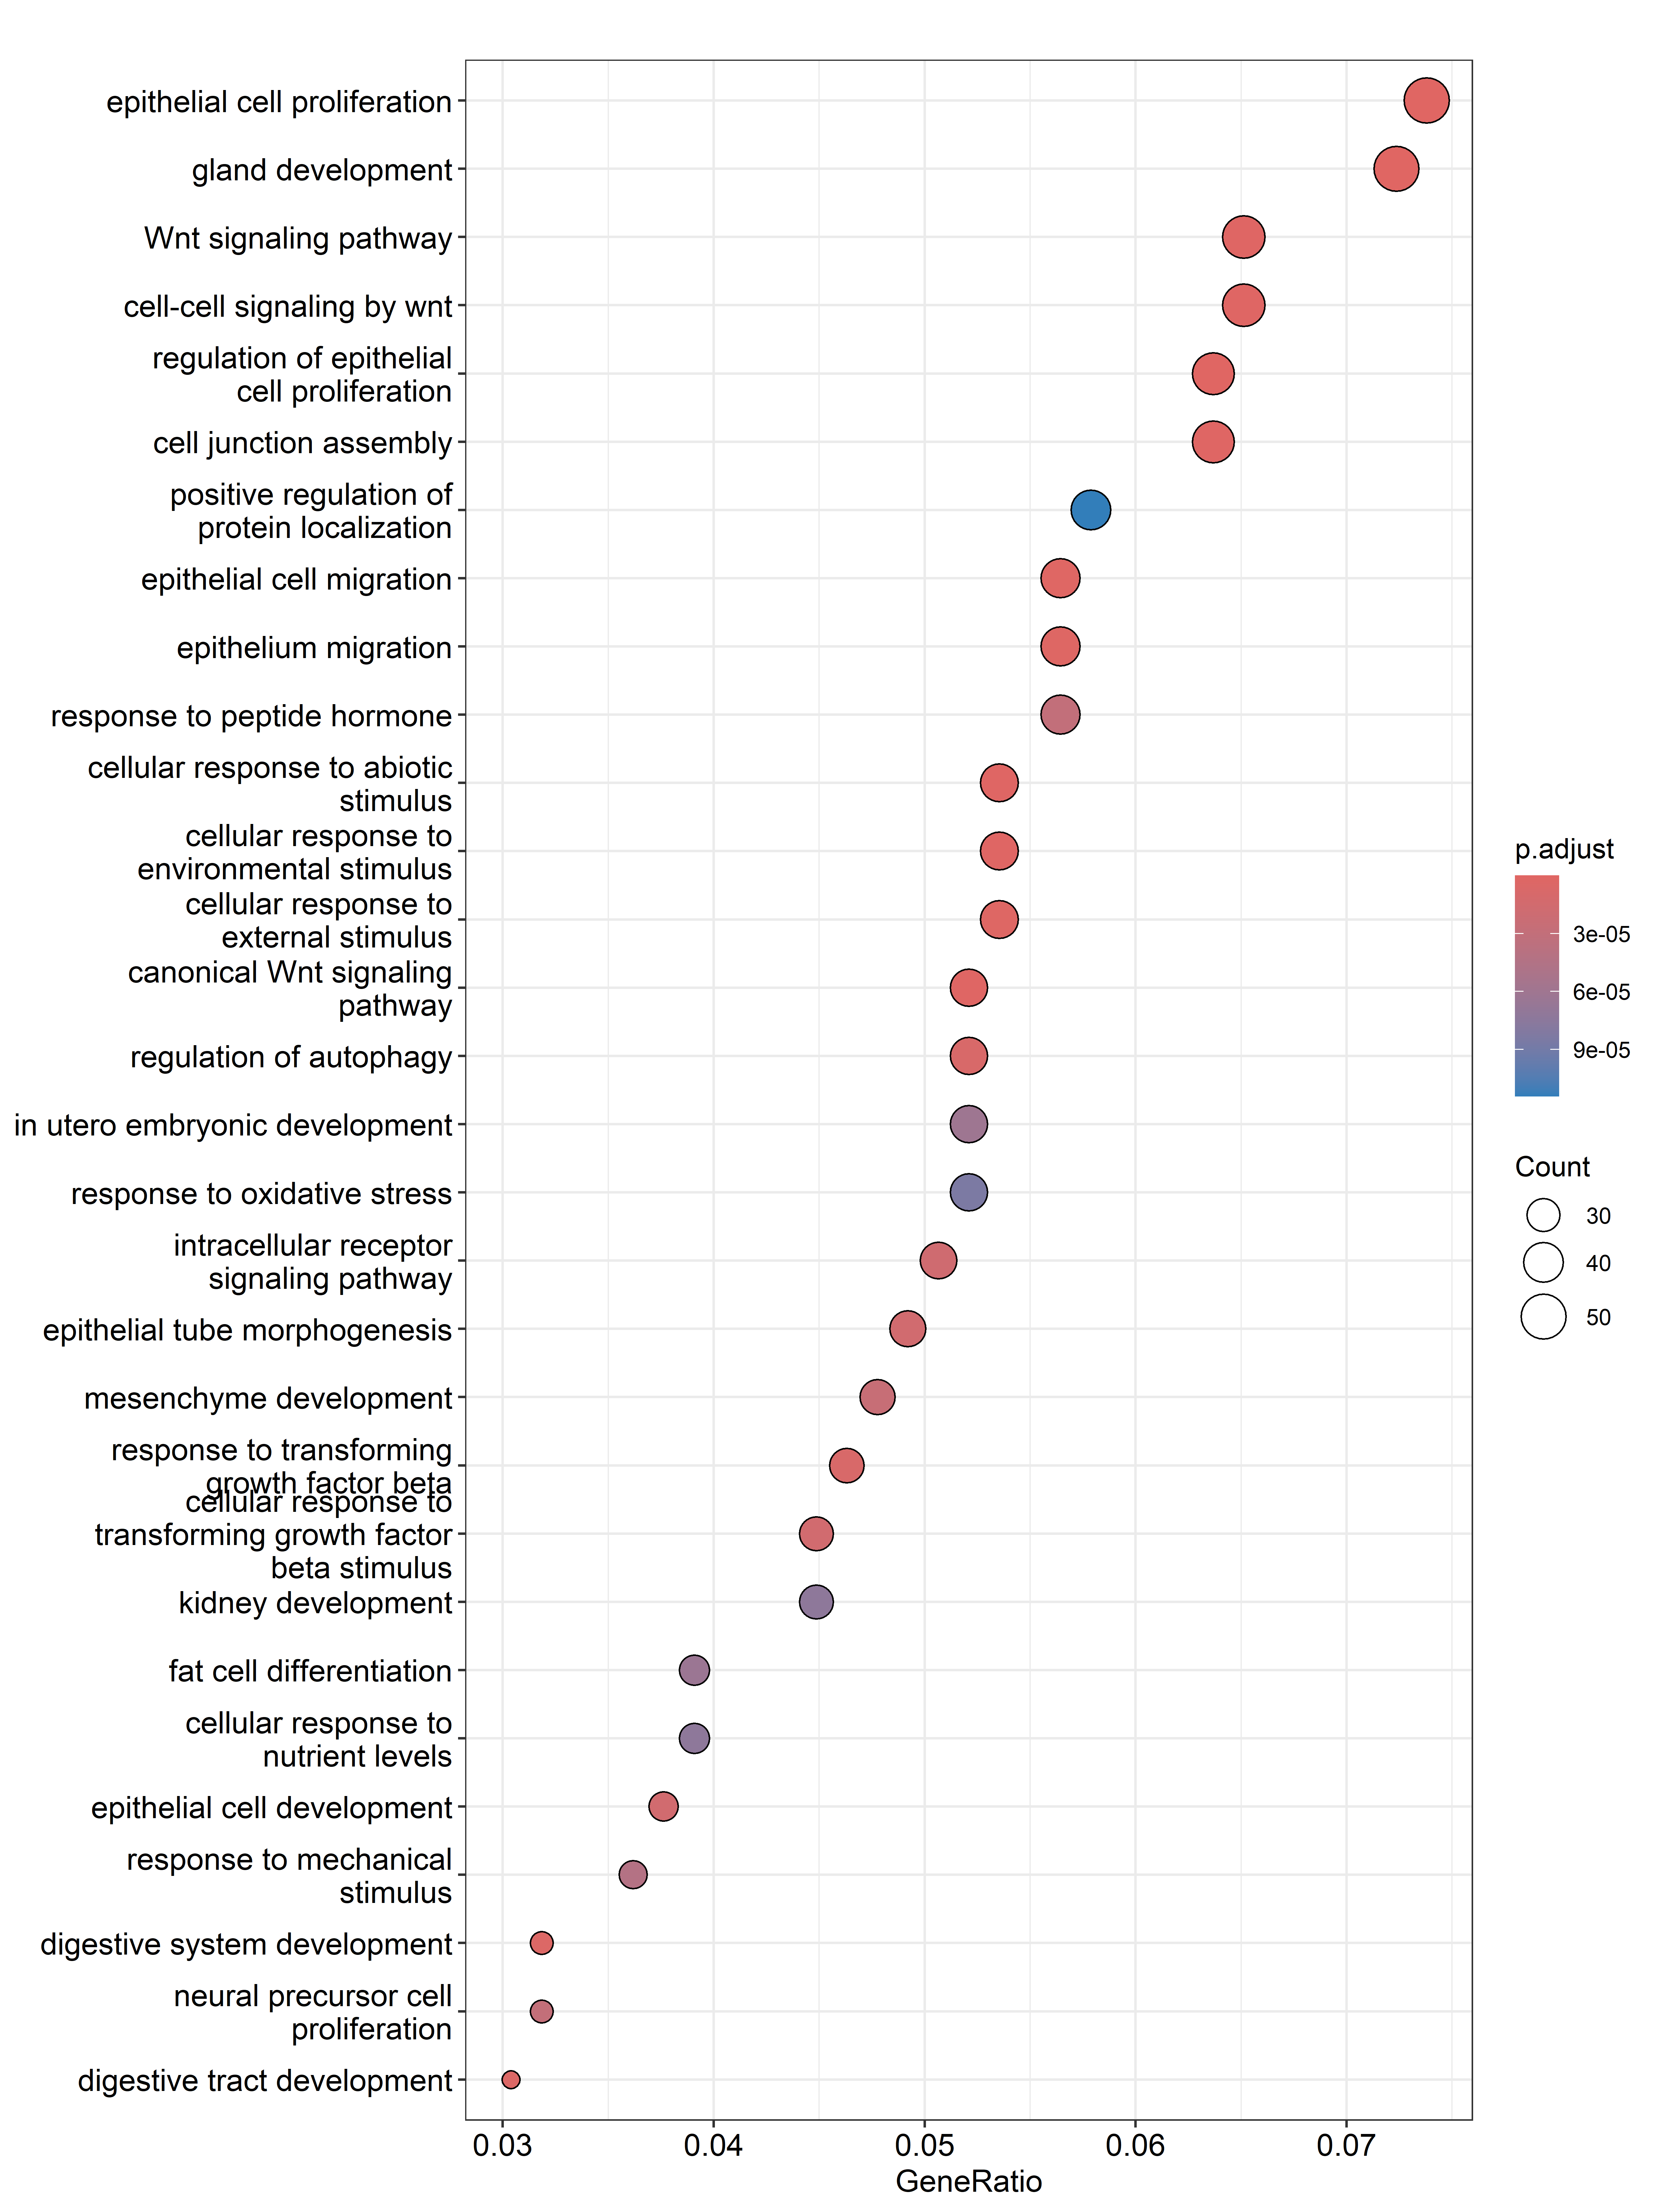 epithelial cell proliferation
gland development
Wnt signaling pathway
cell-cell signaling by wnt
regulation of epithelial
cell proliferation
cell junction assembly
positive regulation of
protein localization
epithelial cell migration
epithelium migration
response to peptide hormone
cellular response to abiotic
stimulus
cellular response to
environmental stimulus
cellular response to
external stimulus
canonical Wnt signaling
pathway
regulation of autophagy
in utero embryonic development
response to oxidative stress
intracellular receptor
signaling pathway
epithelial tube morphogenesis
mesenchyme development
response to transforming
growth factor beta
cellular response to
transforming growth factor
beta stimulus
kidney development
fat cell differentiation
cellular response to
nutrient levels
epithelial cell development
response to mechanical
stimulus
digestive system development
neural precursor cell
proliferation
digestive tract development
0.03 0.04 0.05 0.06 0.07
GeneRatio
p.adjust
3e-05
6e-05
9e-05
Count
30
40
50